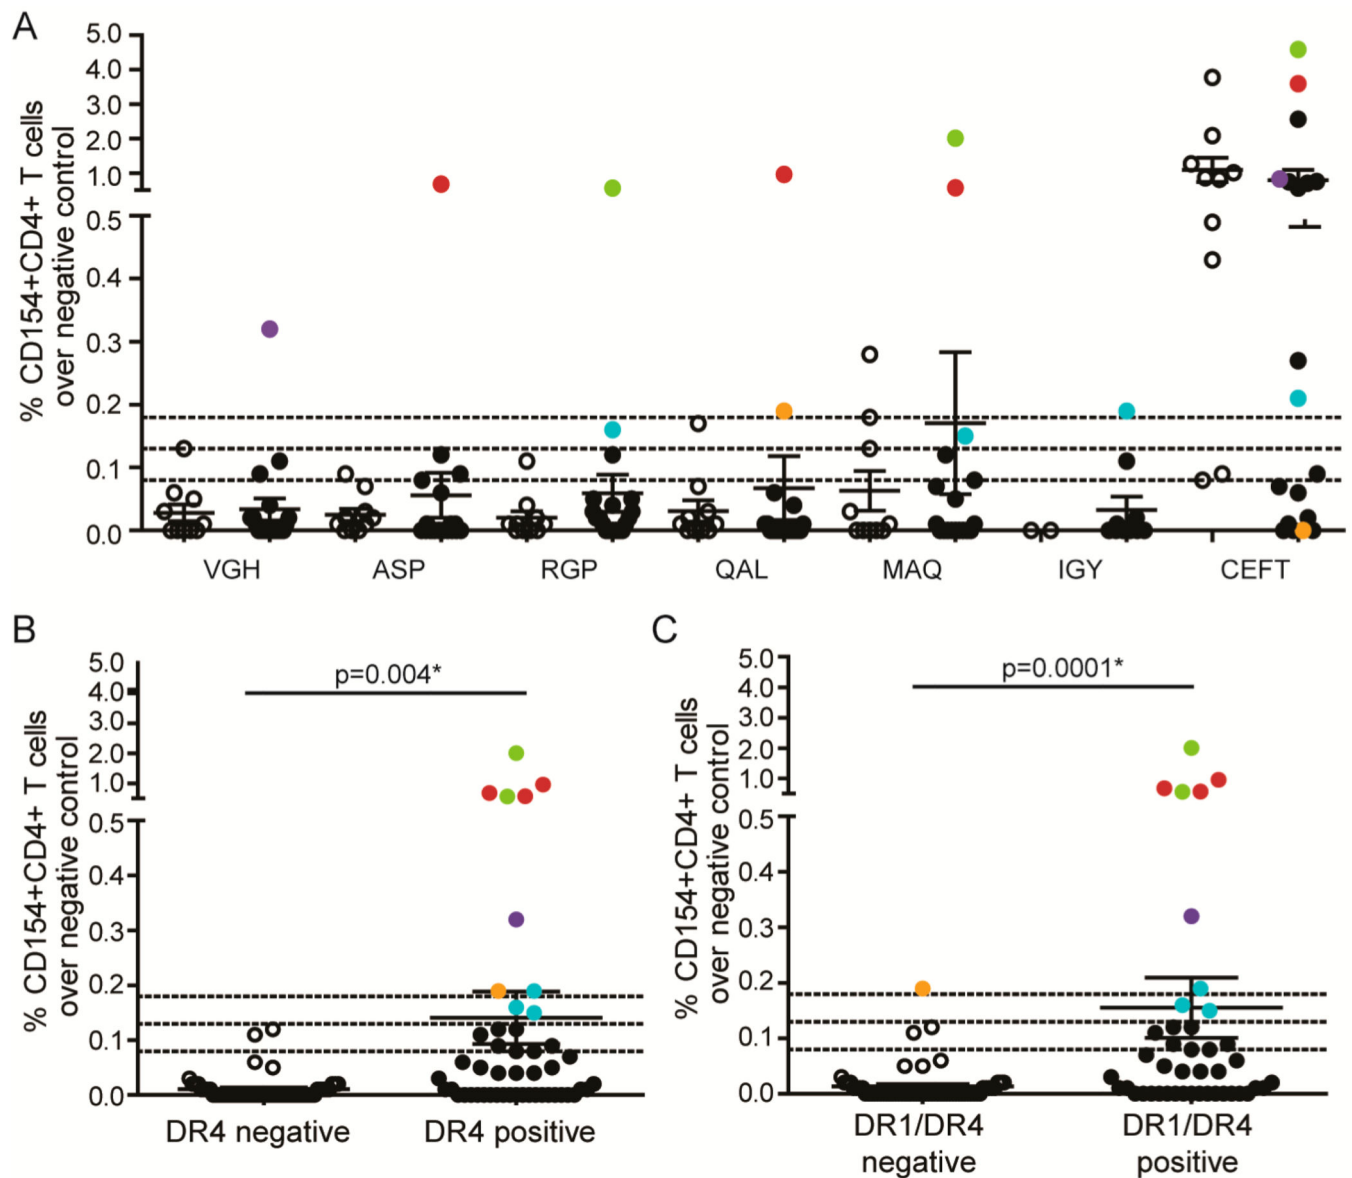 A
% CD154+CD4+ T cells
over negative control
5.0
4.0
3.0
2.0
1.0
0.5
0.4
0.3
0.2
0.1
0.0
VGH ASP RGP QAL MAQ IGY CEFT
B
% CD154+CD4+ T cells
over negative control
5.0
4.0
3.0
2.0
1.0
0.5
0.4
0.3
0.2
0.1
0.0
p=0.004*
DR4 negative DR4 positive
C
% CD154+CD4+ T cells
over negative control
5.0
4.0
3.0
2.0
1.0
0.5
0.4
0.3
0.2
0.1
0.0
p=0.0001*
DR1/DR4 DR1/DR4
negative positive